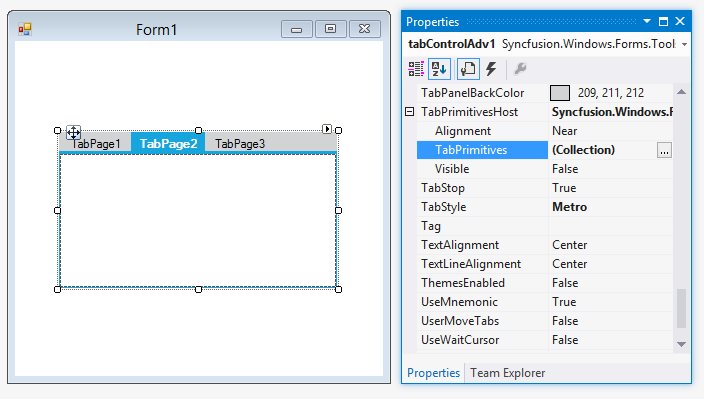 Form1
TabPage1 TabPage2 TabPage3
Properties
tabControlAdv1 Syncfusion.Windows.Forms.Tools
TabPanelBackColor 209, 211, 212
TabPrimitivesHost Syncfusion.Windows.F
Alignment Near
TabPrimitives (Collection) ...
Visible False
TabStop True
TabStyle Metro
Tag
TextAlignment Center
TextLineAlignment Center
ThemesEnabled False
UseMnemonic True
UserMoveTabs False
UseWaitCursor False
Properties Team Explorer